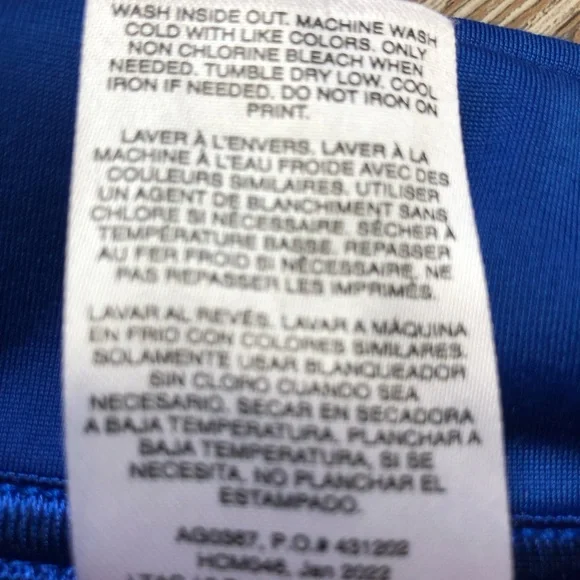 WASH INSIDE OUT. MACHINE WASH
COLD WITH LIKE COLORS. ONLY
NON CHLORINE BLEACH WHEN
NEEDED. TUMBLE DRY LOW. COOL
IRON IF NEEDED. DO NOT IRON ON
PRINT.
LAVER À L'ENVERS. LAVER À LA
MACHINE À L'EAU FROIDE AVEC DES
COULEURS SIMILAIRES. UTILISER
UN AGENT DE BLANCHIMENT SANS
CHLORE SI NÉCESSAIRE. SÉCHER À
TEMPÉRATURE BASSE. REPASSER
AU FER FROID SI NÉCESSAIRE, NE
PAS REPASSER LES IMPRIMÉS.
LAVAR AL REVÉS. LAVAR A MÁQUINA
EN FRIO CON COLORES SIMILARES.
SOLAMENTE USAR BLANQUEADOR
SIN CLORO CUANDO SEA
NECESARIO. SECAR EN SECADORA
A BAJA TEMPERATURA. PLANCHAR A
BAJA TEMPERATURA, SI SE
NECESITA. NO PLANCHAR EL
ESTAMPADO.
AG0367, P.O.# 431202
HCM046, Jan 2022